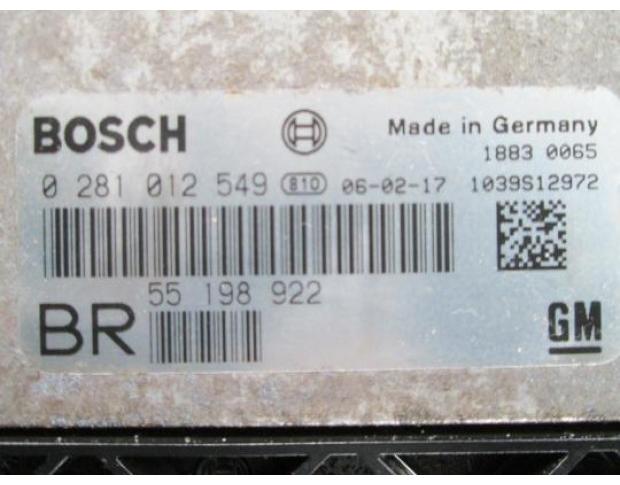 BOSCH Made in Germany
1883 0065
0 281 012 549 810 06-02-17 1039S12972
55 198 922
BR GM